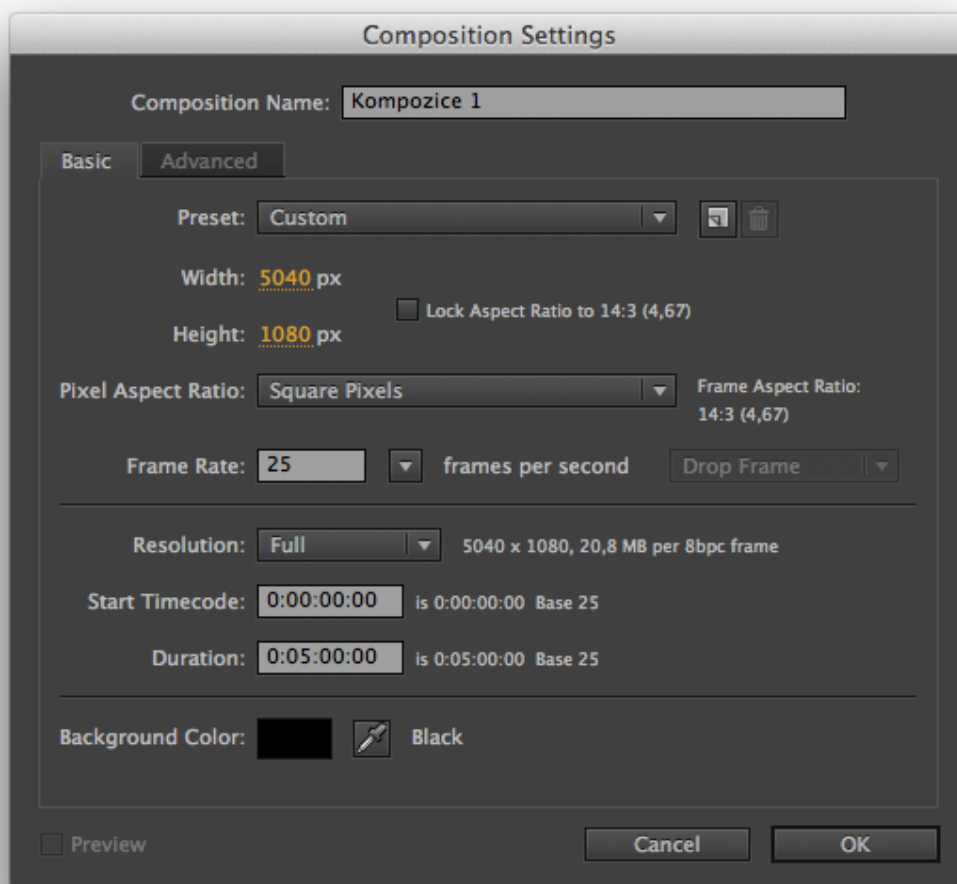 Composition Settings
Composition Name: Kompozice 1
Basic Advanced
Preset: Custom
Width: 5040 px
Lock Aspect Ratio to 14:3 (4,67)
Height: 1080 px
Pixel Aspect Ratio: Square Pixels
Frame Aspect Ratio:
14:3 (4,67)
Frame Rate: 25 frames per second Drop Frame
Resolution: Full 5040 x 1080, 20,8 MB per 8bpc frame
Start Timecode: 0:00:00:00 is 0:00:00:00 Base 25
Duration: 0:05:00:00 is 0:05:00:00 Base 25
Background Color: Black
Preview Cancel OK